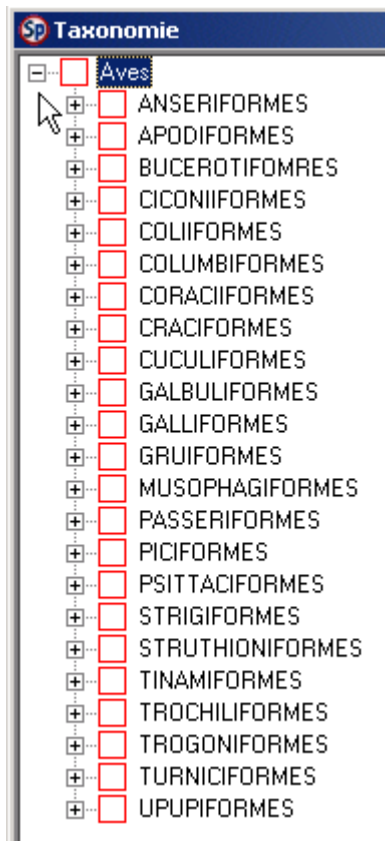 Sp Taxonomie
Aves
ANSERIFORMES
APODIFORMES
BUCEROTIFOMRES
CICONIIFORMES
COLIIFORMES
COLUMBIFORMES
CORACIIFORMES
CRACIFORMES
CUCULIFORMES
GALBULIFORMES
GALLIFORMES
GRUIFORMES
MUSOPHAGIFORMES
PASSERIFORMES
PICIFORMES
PSITTACIFORMES
STRIGIFORMES
STRUTHIONIFORMES
TINAMIFORMES
TROCHILIFORMES
TROGONIFORMES
TURNICIFORMES
UPUPIFORMES